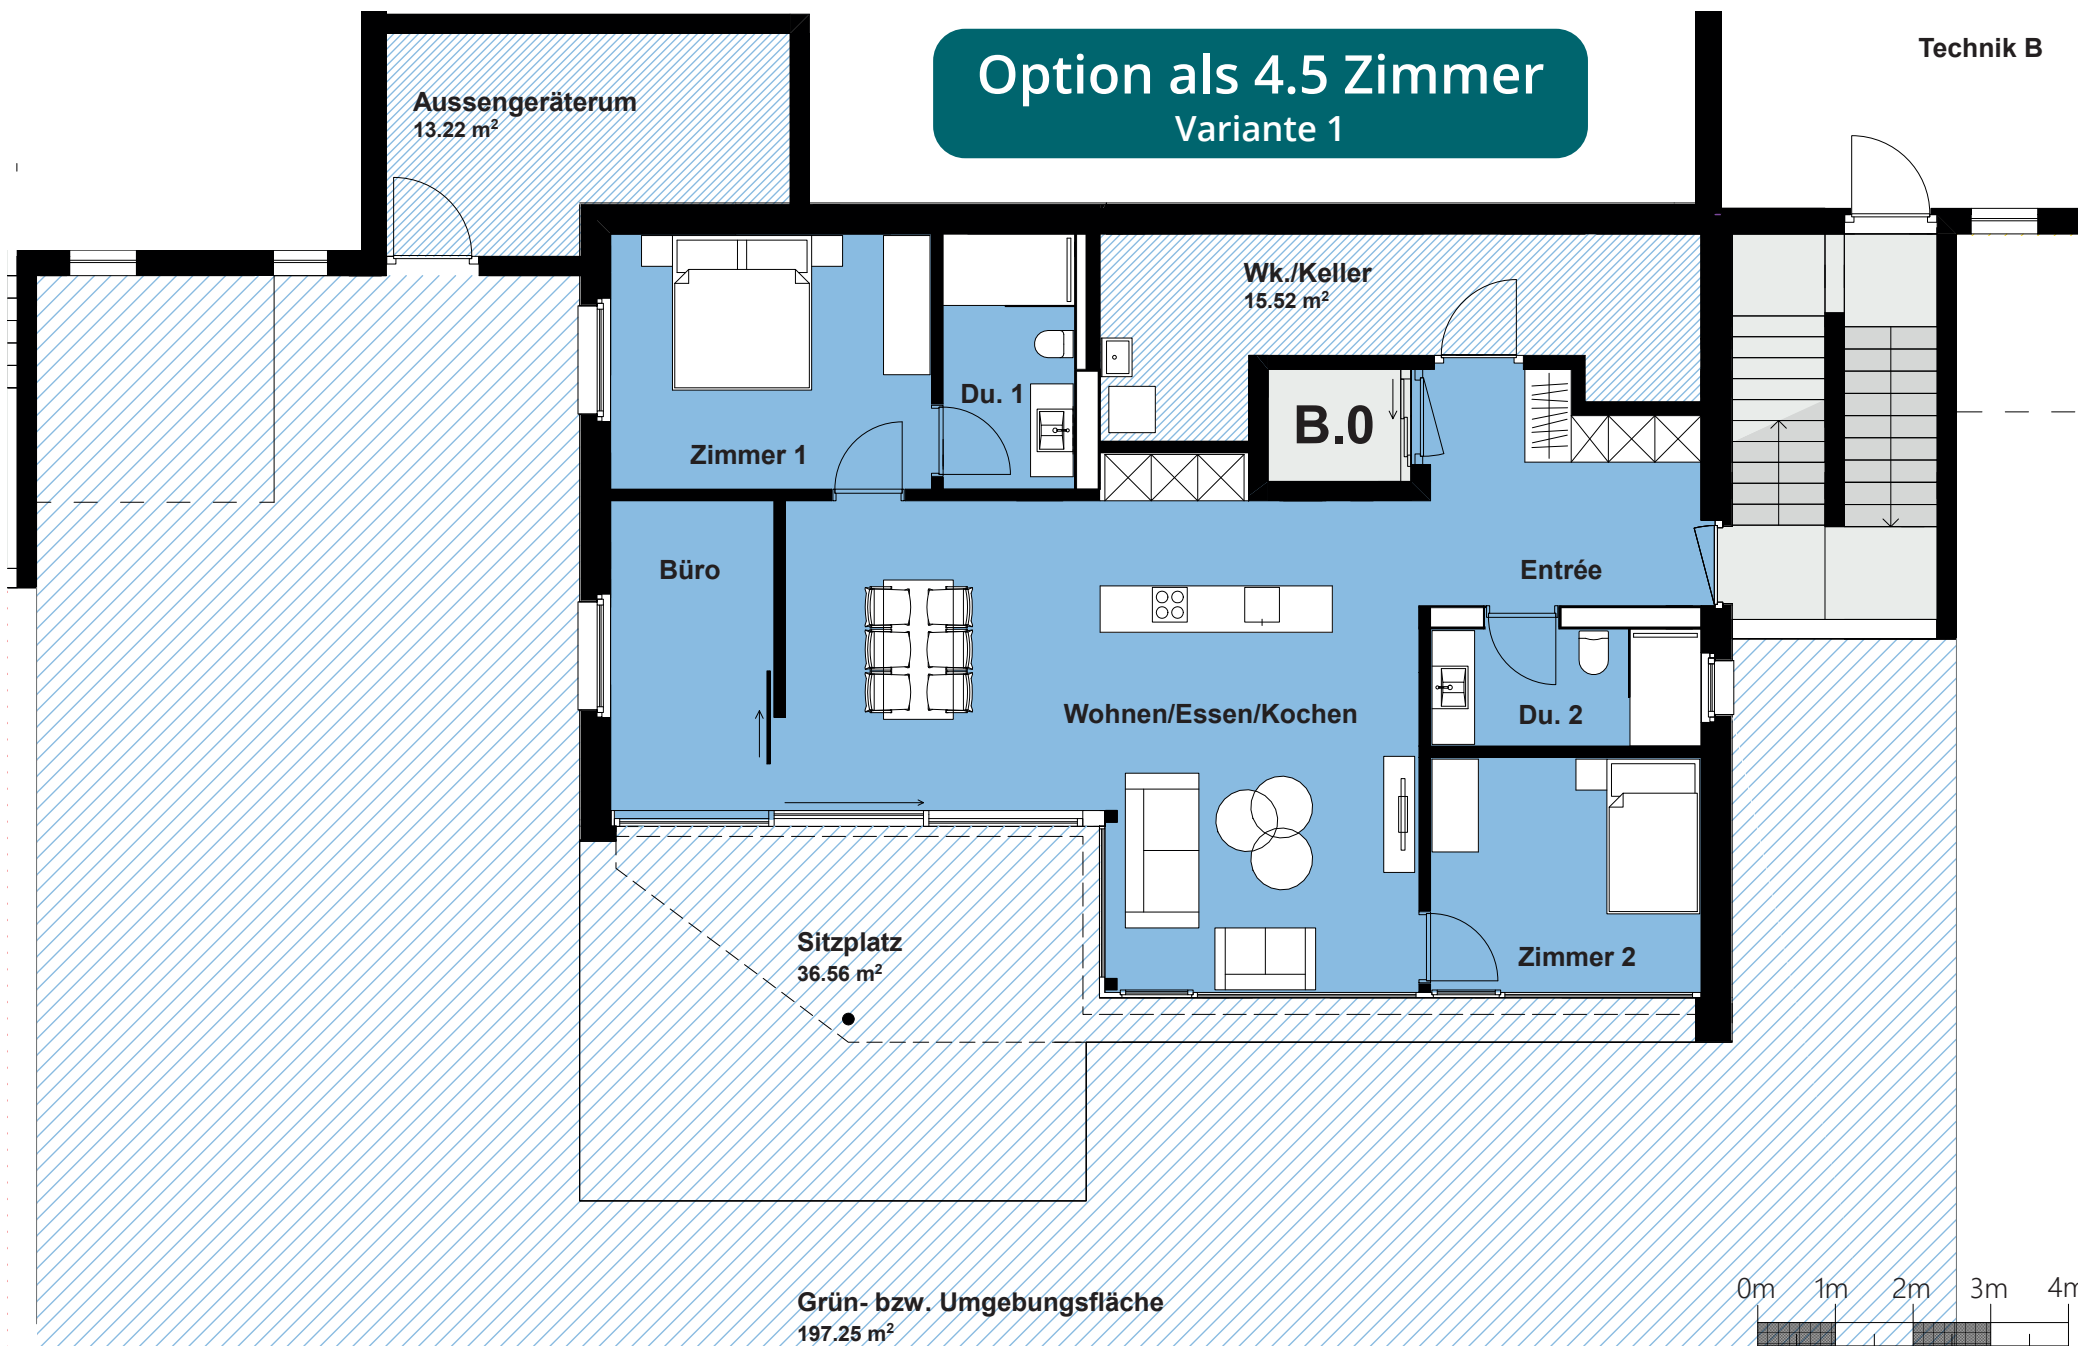 Option als 4.5 Zimmer
Variante 1
Technik B
Aussengeräterum
13.22 m²
Wk./Keller
15.52 m²
Du. 1
B.0
Zimmer 1
Büro
Entrée
Wohnen/Essen/Kochen
Du. 2
Sitzplatz
36.56 m²
Zimmer 2
Grün- bzw. Umgebungsfläche
197.25 m²
0m 1m 2m 3m 4m